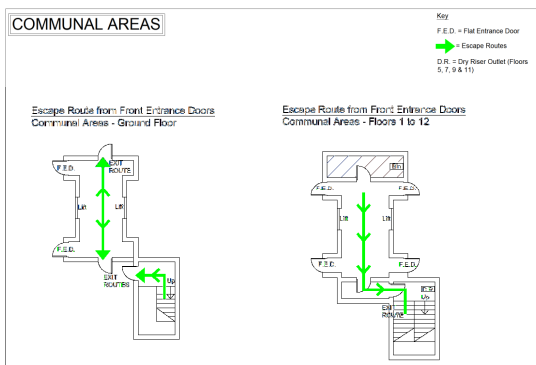 COMMUNAL AREAS
Key
F.E.D. = Flat Entrance Door
= Escape Routes
D.R. = Dry Riser Outlet (Floors
5, 7, 9 & 11)
Escape Route from Front Entrance Doors
Communal Areas - Ground Floor
EXIT
ROUTE
F.E.D.
Lift
Lift
F.E.D.
EXIT
ROUTES
Up
Escape Route from Front Entrance Doors
Communal Areas - Floors 1 to 12
Bin
F.E.D.
F.E.D.
Lift
Lift
F.E.D.
F.E.D.
Up
EXIT
ROUTE